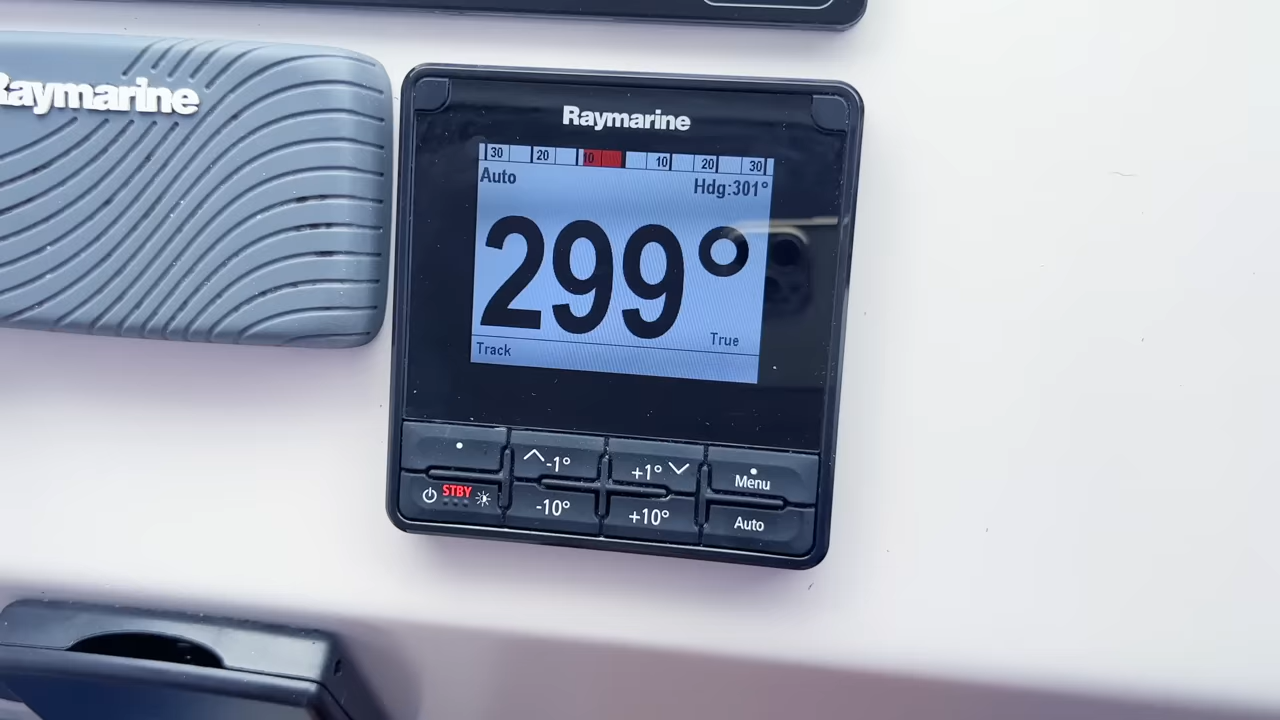 Raymarine
Raymarine
30 20 10 10 20 30
Auto Hdg:301°
299°
True
Track
-1° +1° Menu
STBY -10° +10° Auto